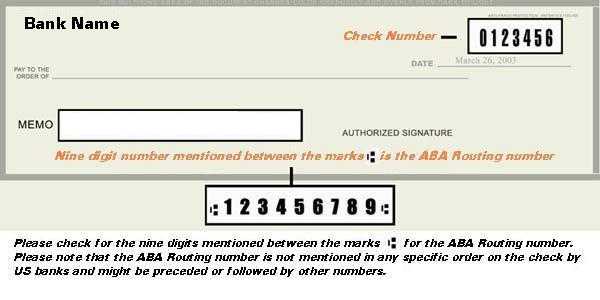 Bank Name
Check Number
0123456
DATE March 26, 2003
PAY TO THE
ORDER OF
MEMO
AUTHORIZED SIGNATURE
Nine digit number mentioned between the marks ⑆ is the ABA Routing number
⑆123456789⑆
Please check for the nine digits mentioned between the marks ⑆ for the ABA Routing number.
Please note that the ABA Routing number is not mentioned in any specific order on the check by
US banks and might be preceded or followed by other numbers.